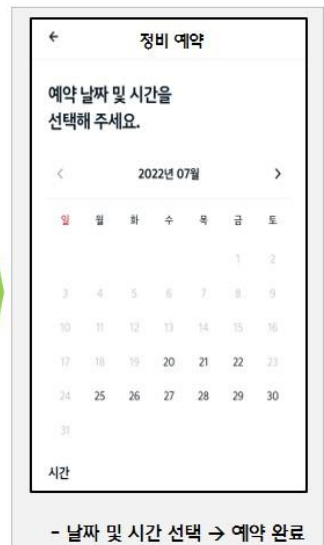 ← 정비 예약
예약 날짜 및 시간을
선택해 주세요.
< 2022년 07월 >
일 월 화 수 목 금 토
1 2
3 4 5 6 7 8 9
10 11 12 13 14 15 16
17 18 19 20 21 22 23
24 25 26 27 28 29 30
31
시간
- 날짜 및 시간 선택 → 예약 완료